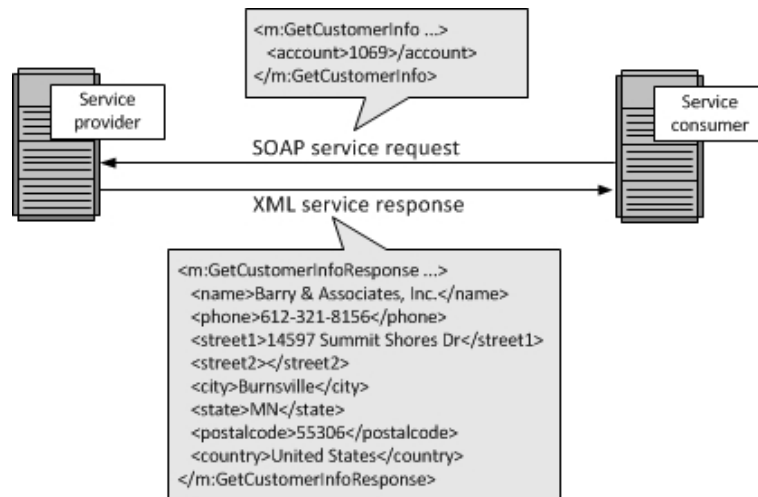 <m:GetCustomerInfo ...>
<account>1069>/account>
</m:GetCustomerInfo>
Service
provider
Service
consumer
SOAP service request
XML service response
<m:GetCustomerInfoResponse ...>
<name>Barry & Associates, Inc.</name>
<phone>612-321-8156</phone>
<street1>14597 Summit Shores Dr</street1>
<street2></street2>
<city>Burnsville</city>
<state>MN</state>
<postalcode>55306</postalcode>
<country>United States</country>
</m:GetCustomerInfoResponse>